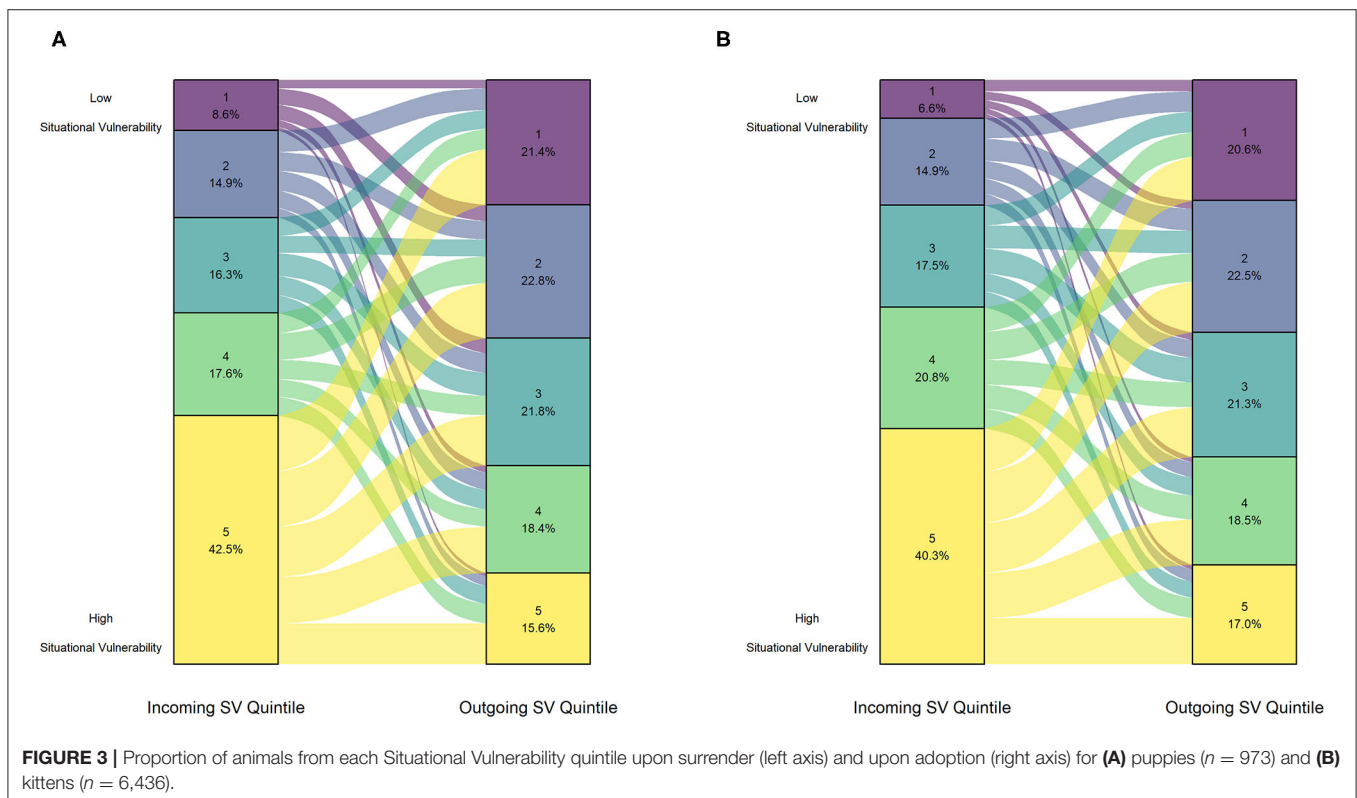 A
Low
Situational Vulnerability
High
Situational Vulnerability
1
8.6%
2
14.9%
3
16.3%
4
17.6%
5
42.5%
1
21.4%
2
22.8%
3
21.8%
4
18.4%
5
15.6%
Incoming SV Quintile
Outgoing SV Quintile
B
Low
Situational Vulnerability
High
Situational Vulnerability
1
6.6%
2
14.9%
3
17.5%
4
20.8%
5
40.3%
1
20.6%
2
22.5%
3
21.3%
4
18.5%
5
17.0%
Incoming SV Quintile
Outgoing SV Quintile
FIGURE 3 | Proportion of animals from each Situational Vulnerability quintile upon surrender (left axis) and upon adoption (right axis) for (A) puppies (n = 973) and (B)
kittens (n = 6,436).